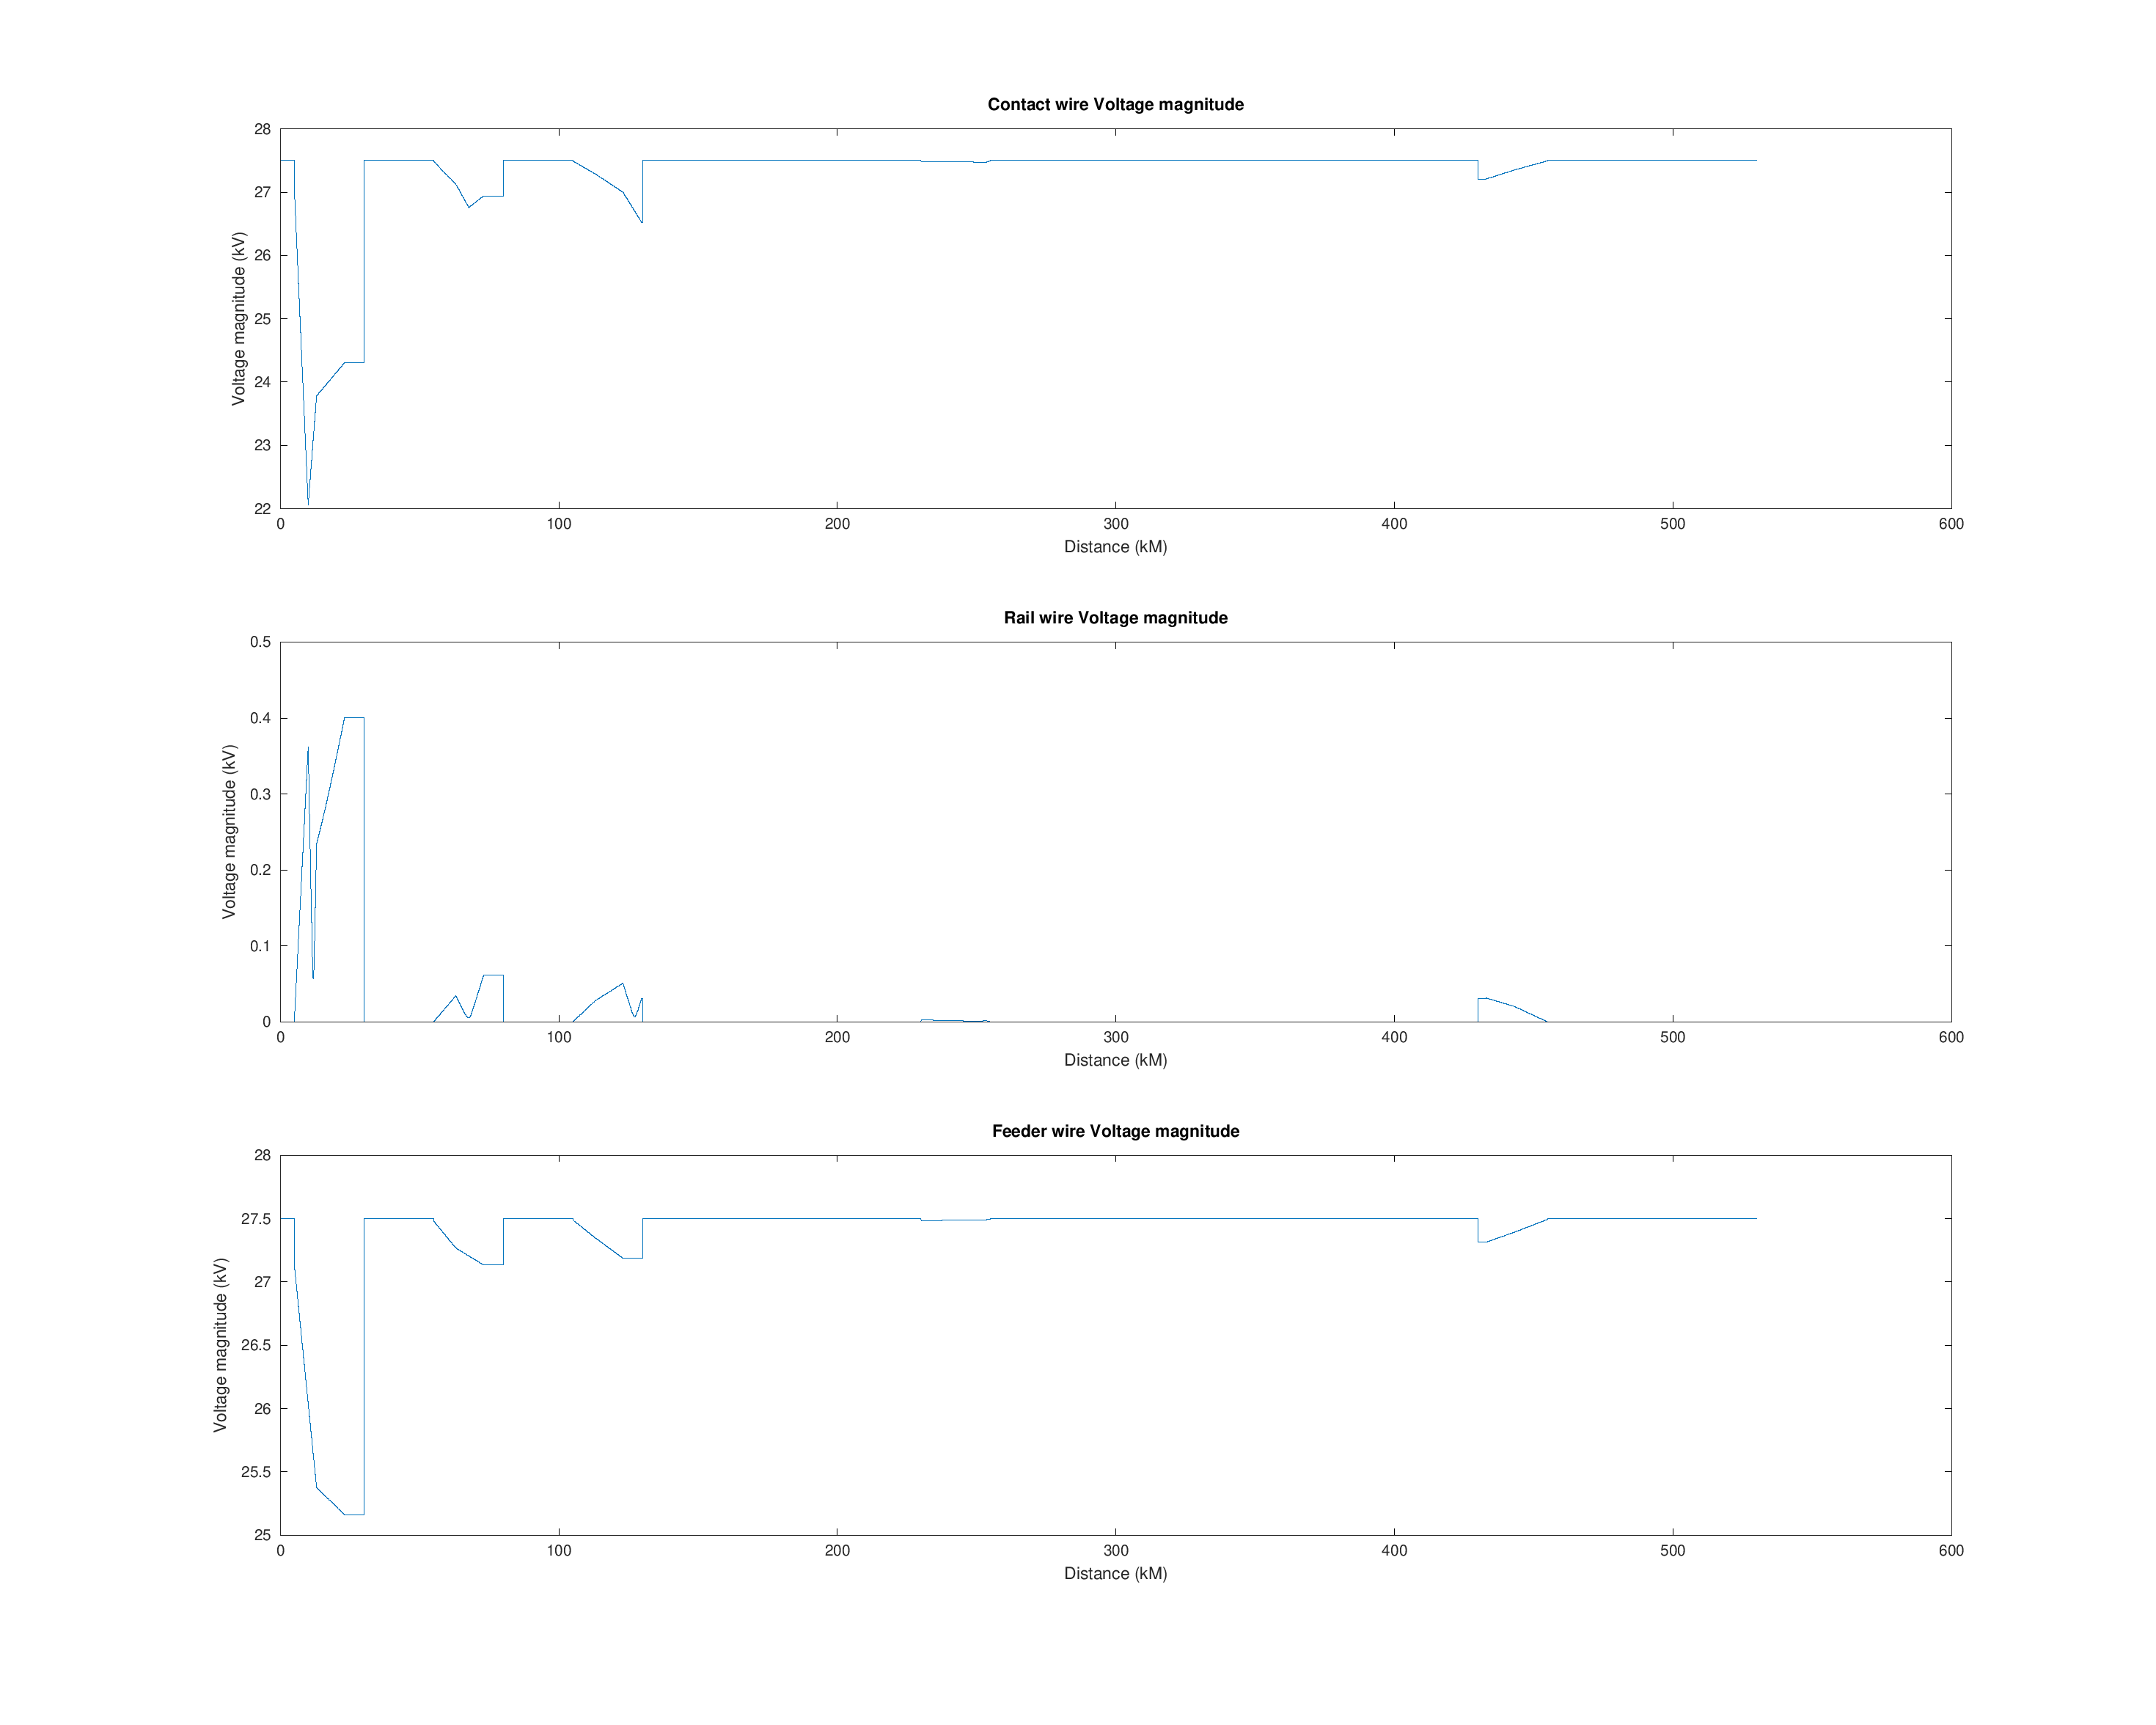 Contact wire Voltage magnitude
28
27
26
25
24
23
22
Voltage magnitude (kV)
0 100 200 300 400 500 600
Distance (kM)
Rail wire Voltage magnitude
0.5
0.4
0.3
0.2
0.1
0
Voltage magnitude (kV)
0 100 200 300 400 500 600
Distance (kM)
Feeder wire Voltage magnitude
28
27.5
27
26.5
26
25.5
25
Voltage magnitude (kV)
0 100 200 300 400 500 600
Distance (kM)